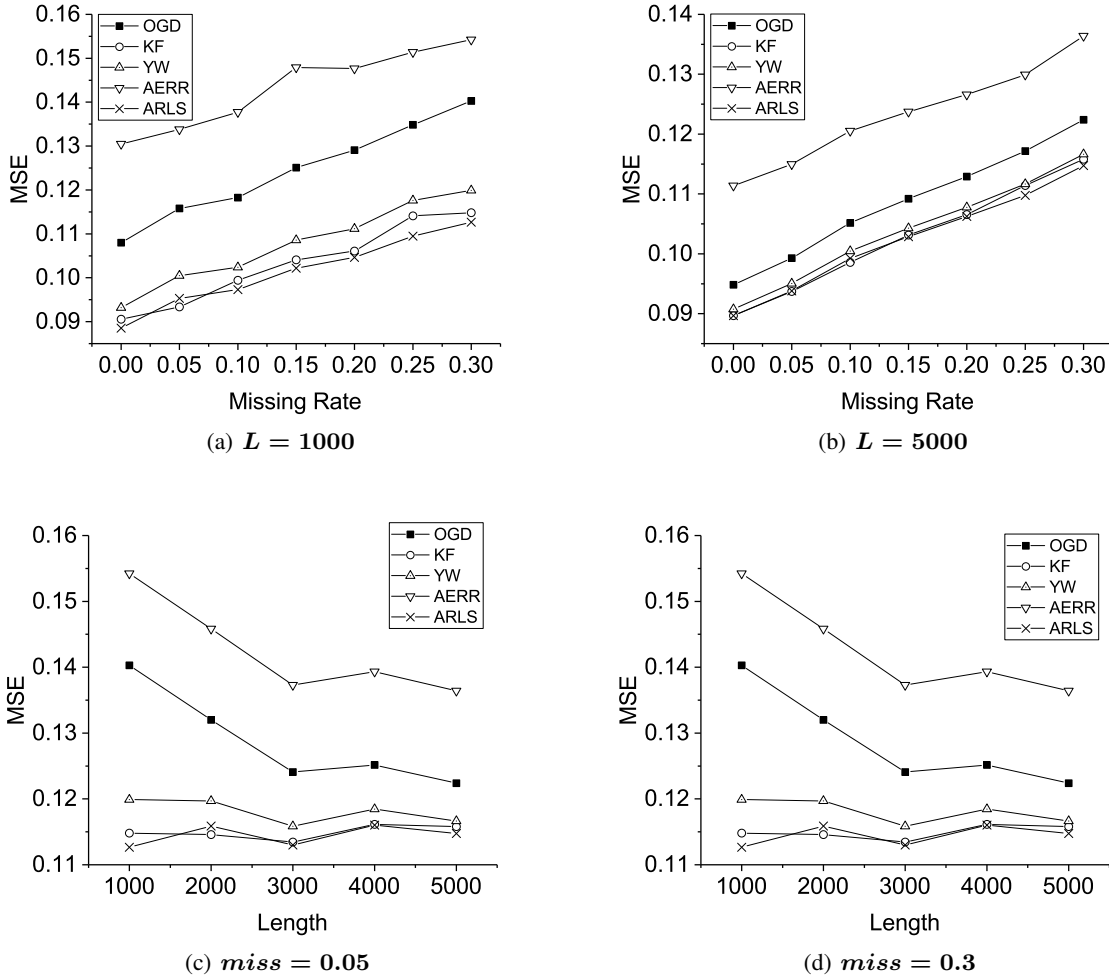 0.16
0.15
0.14
0.13
0.12
0.11
0.10
0.09
MSE
OGD
KF
YW
AERR
ARLS
0.00 0.05 0.10 0.15 0.20 0.25 0.30
Missing Rate
(a) L = 1000
0.14
0.13
0.12
0.11
0.10
0.09
MSE
OGD
KF
YW
AERR
ARLS
0.00 0.05 0.10 0.15 0.20 0.25 0.30
Missing Rate
(b) L = 5000
0.16
0.15
0.14
0.13
0.12
0.11
MSE
OGD
KF
YW
AERR
ARLS
1000 2000 3000 4000 5000
Length
(c) miss = 0.05
0.16
0.15
0.14
0.13
0.12
0.11
MSE
OGD
KF
YW
AERR
ARLS
1000 2000 3000 4000 5000
Length
(d) miss = 0.3